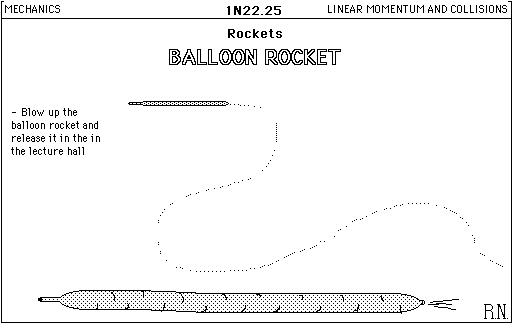 MECHANICS
1N22.25
LINEAR MOMENTUM AND COLLISIONS
Rockets
BALLOON ROCKET
- Blow up the
balloon rocket and
release it in the in
the lecture hall
R.N.